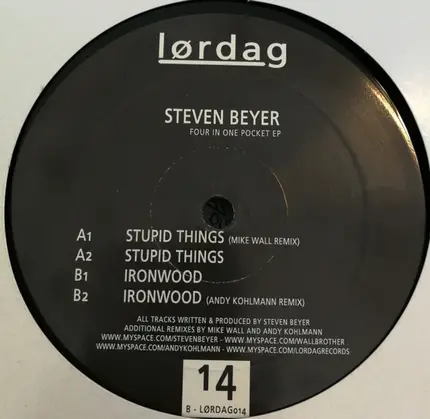 lørdag
STEVEN BEYER
FOUR IN ONE POCKET EP
A1 STUPID THINGS (MIKE WALL REMIX)
A2 STUPID THINGS
B1 IRONWOOD
B2 IRONWOOD (ANDY KOHLMANN REMIX)
ALL TRACKS WRITTEN & PRODUCED BY STEVEN BEYER
ADDITIONAL REMIXES BY MIKE WALL AND ANDY KOHLMANN
WWW.MYSPACE.COM/STEVENBEYER - WWW.MYSPACE.COM/WALLBROTHER
WWW.MYSPACE.COM/ANDYKOHLMANN - WWW.MYSPACE.COM/LORDAGRECORDS
14
B - LØRDAG014